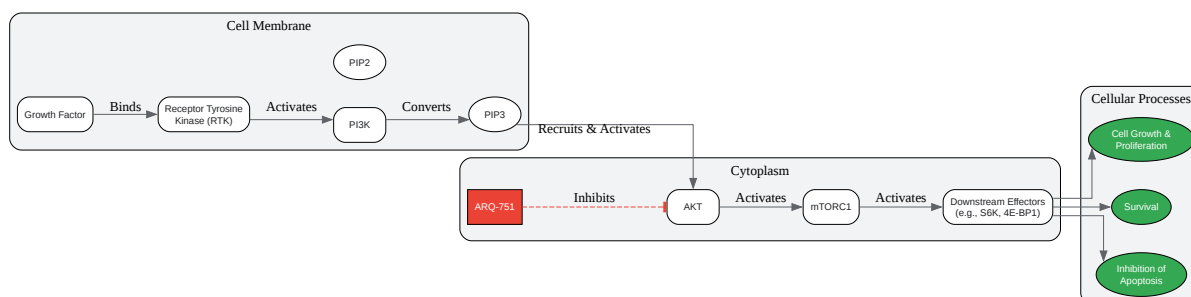 Cell Membrane
PIP2
Growth Factor
Binds
Receptor Tyrosine
Kinase (RTK)
Activates
PI3K
Converts
PIP3
Recruits & Activates
Cytoplasm
ARQ-751
Inhibits
AKT
Activates
mTORC1
Activates
Downstream Effectors
(e.g., S6K, 4E-BP1)
Cellular Processes
Cell Growth &
Proliferation
Survival
Inhibition of
Apoptosis